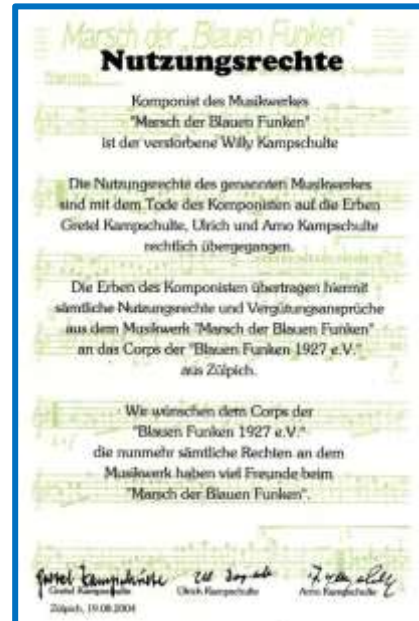 Marsch der „Blauen Funken"
Nutzungsrechte
Komponist des Musikwerkes
"Marsch der Blauen Funken"
ist der verstorbene Willy Kampschulte
Die Nutzungsrechte des genannten Musikwerkes
sind mit dem Tode des Komponisten auf die Erben
Gretel Kampschulte, Ulrich und Arno Kampschulte
rechtlich übergegangen.
Die Erben des Komponisten übertragen hiermit
sämtliche Nutzungsrechte und Vergütungsansprüche
aus dem Musikwerk "Marsch der Blauen Funken"
an das Corps der "Blauen Funken 1927 e.V."
aus Zülpich.
Wir wünschen dem Corps der
"Blauen Funken 1927 e.V."
die nunmehr sämtliche Rechten an dem
Musikwerk haben viel Freunde beim
"Marsch der Blauen Funken".
Gretel Kampschulte
Gretel Kampschulte Ulrich Kampschulte Arno Kampschulte
Zülpich, 19.08.2004